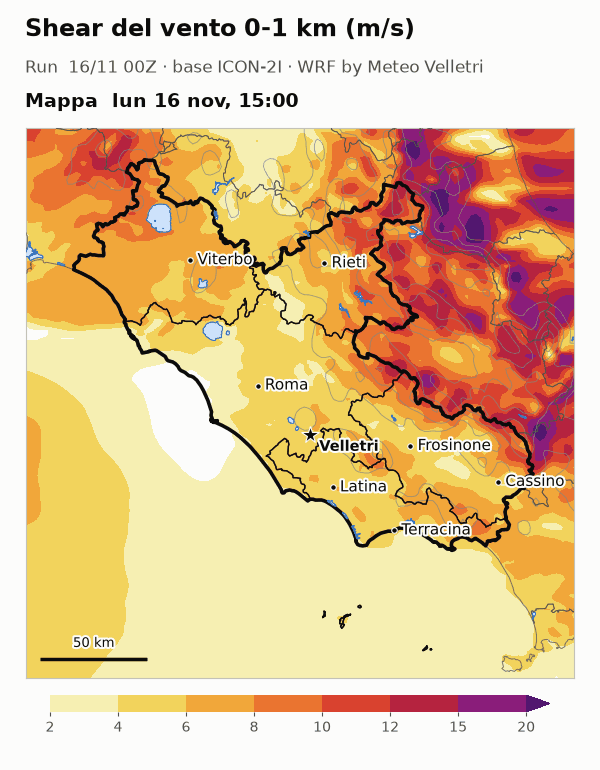 Shear del vento 0-1 km (m/s)
Run  16/11 00Z · base ICON-2I · WRF by Meteo Velletri
Mappa  lun 16 nov, 15:00
Viterbo
Rieti
Roma
Velletri
Frosinone
Cassino
Latina
Terracina
50 km
2 4 6 8 10 12 15 20